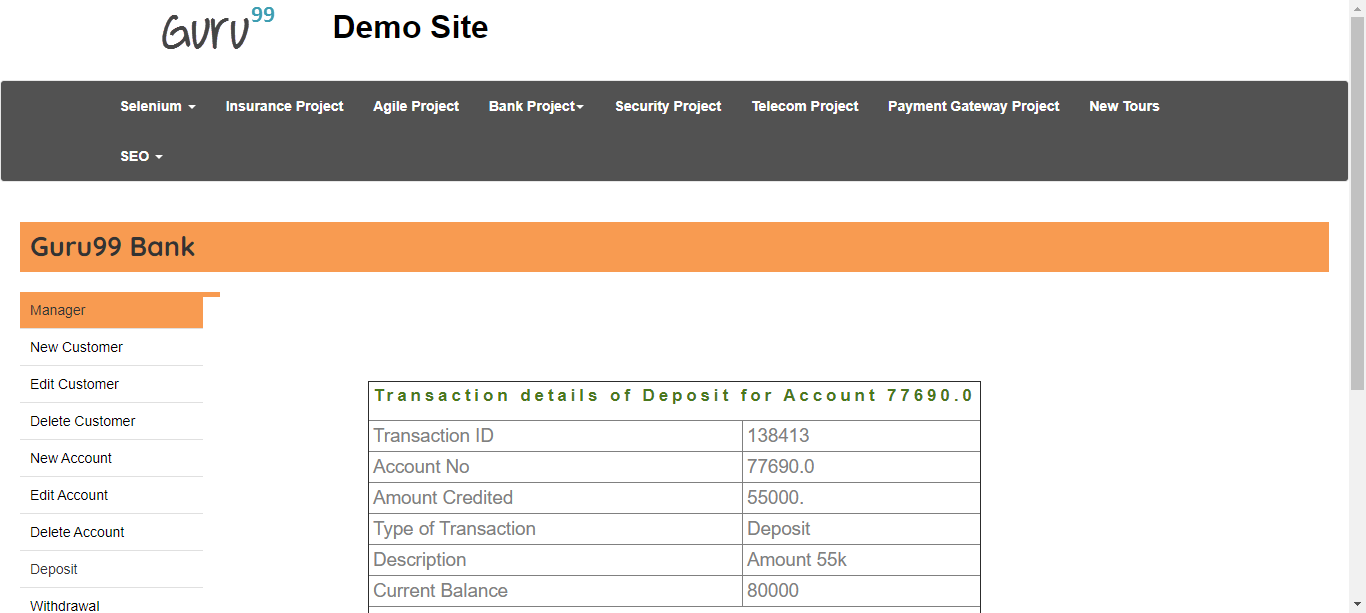 Guru99 Demo Site
Selenium Insurance Project Agile Project Bank Project Security Project Telecom Project Payment Gateway Project New Tours
SEO
Guru99 Bank
Manager
New Customer
Edit Customer
Delete Customer
New Account
Edit Account
Delete Account
Deposit
Withdrawal
Transaction details of Deposit for Account 77690.0
Transaction ID 138413
Account No 77690.0
Amount Credited 55000.
Type of Transaction Deposit
Description Amount 55k
Current Balance 80000